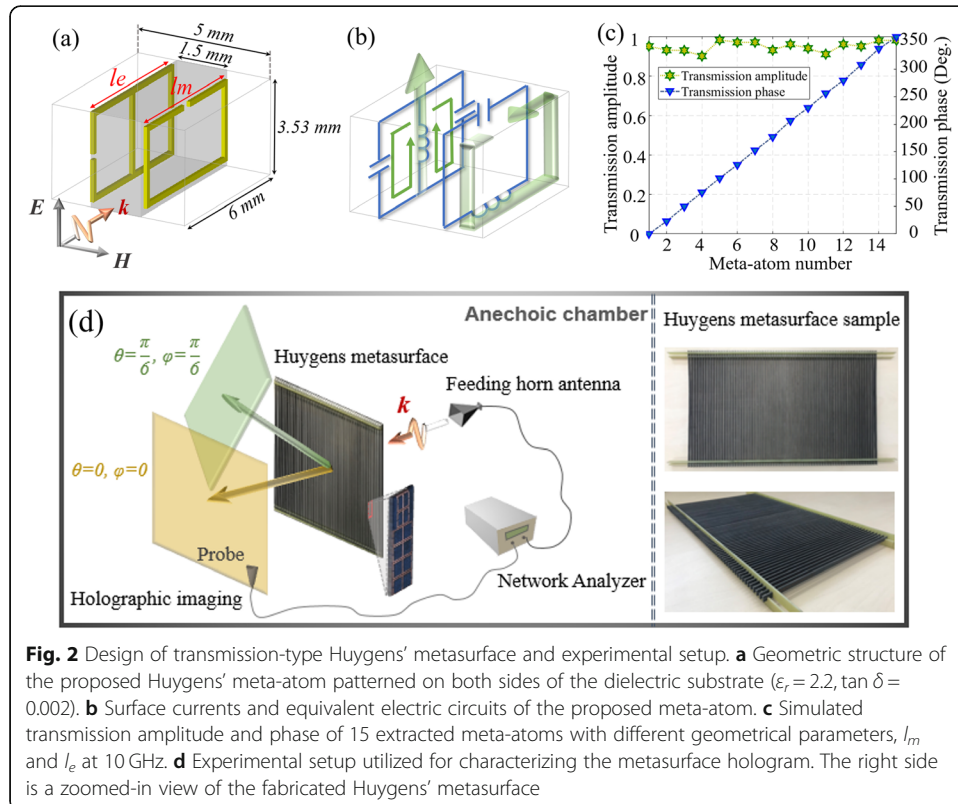 (a)
5 mm
1.5 mm
le
lm
3.53 mm
6 mm
E
k
H
(b)
(c)
Transmission amplitude
1
0.8
0.6
0.4
0.2
0
Transmission amplitude
Transmission phase
350
300
250
200
150
100
50
0
Transmission phase (Deg.)
2 4 6 8 10 12 14
Meta-atom number
(d)
Anechoic chamber
θ=π/6, φ=π/6
Huygens metasurface
Feeding horn antenna
k
θ=0, φ=0
Probe
Network Analyzer
Holographic imaging
Huygens metasurface sample
Fig. 2 Design of transmission-type Huygens' metasurface and experimental setup. a Geometric structure of
the proposed Huygens' meta-atom patterned on both sides of the dielectric substrate (εr = 2.2, tan δ =
0.002). b Surface currents and equivalent electric circuits of the proposed meta-atom. c Simulated
transmission amplitude and phase of 15 extracted meta-atoms with different geometrical parameters, lm
and le at 10 GHz. d Experimental setup utilized for characterizing the metasurface hologram. The right side
is a zoomed-in view of the fabricated Huygens' metasurface